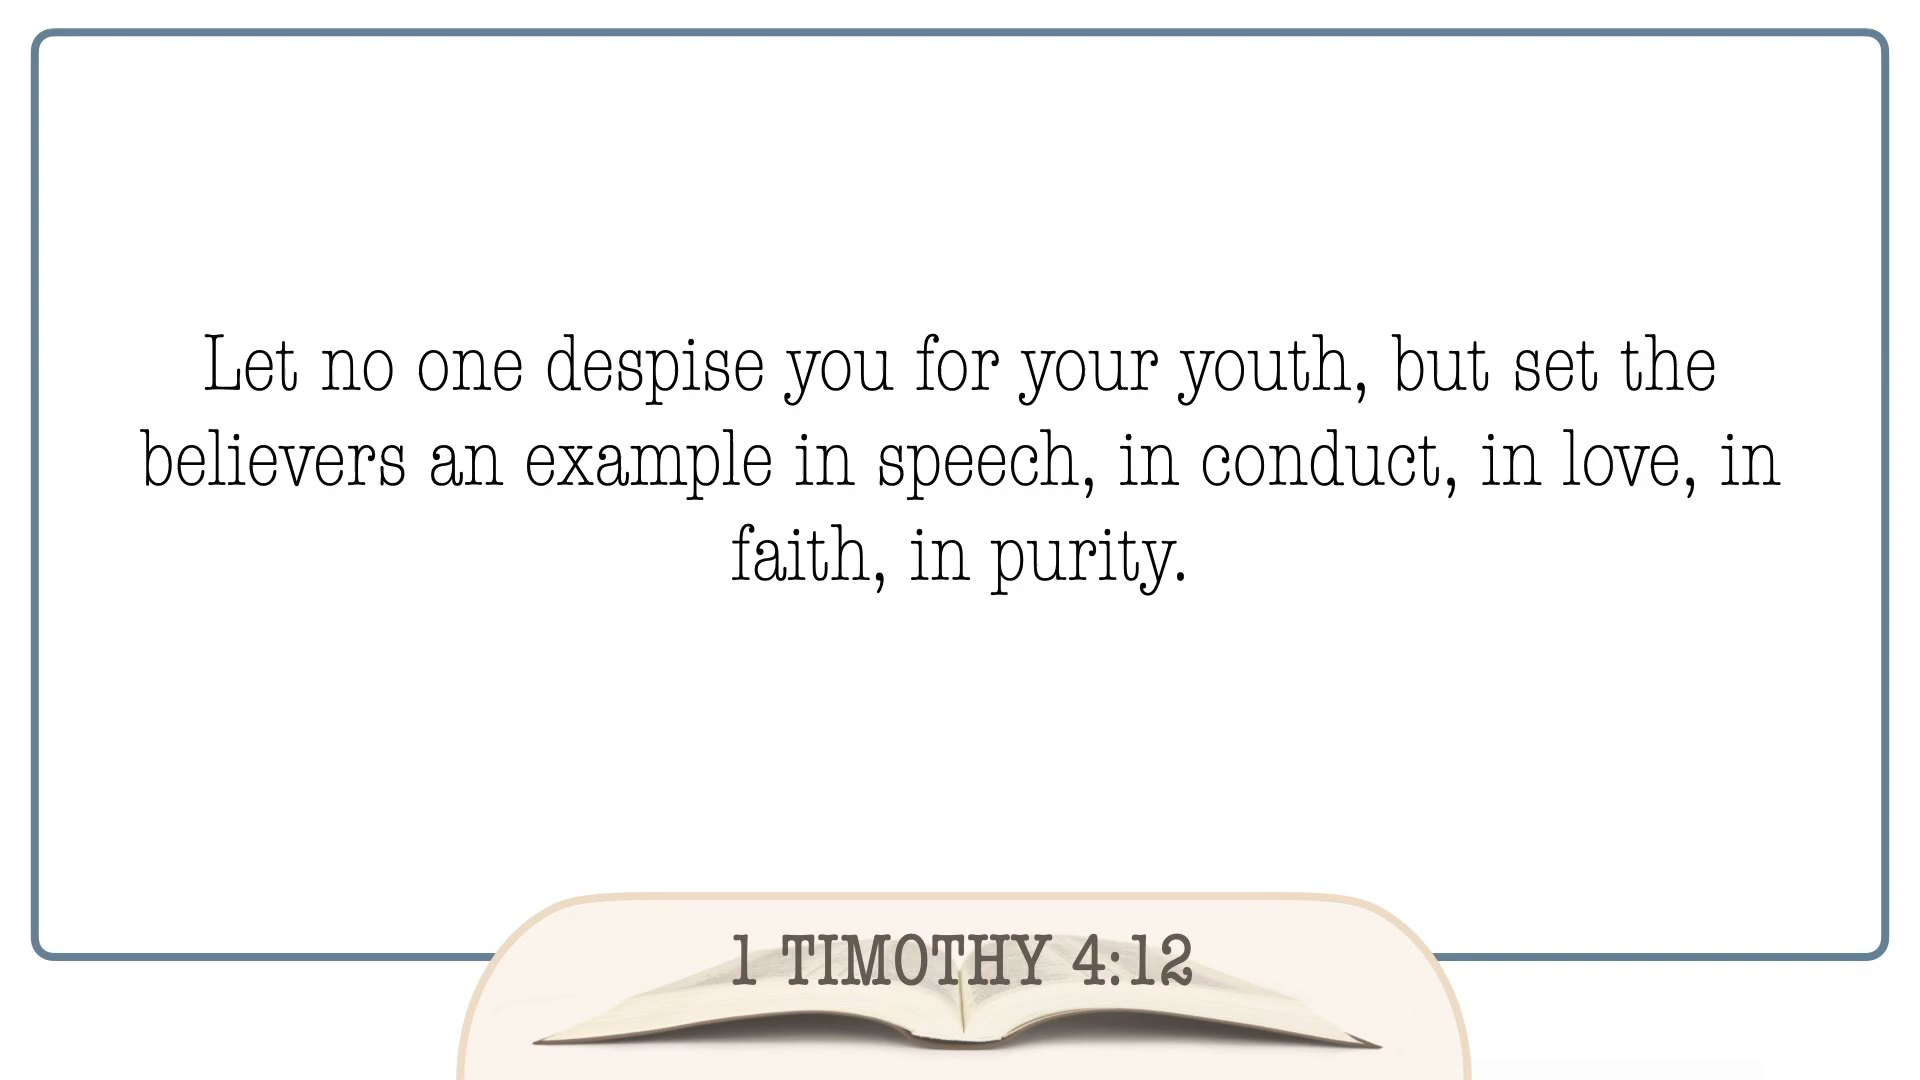 Let no one despise you for your youth, but set the
believers an example in speech, in conduct, in love, in
faith, in purity.
1 TIMOTHY 4:12